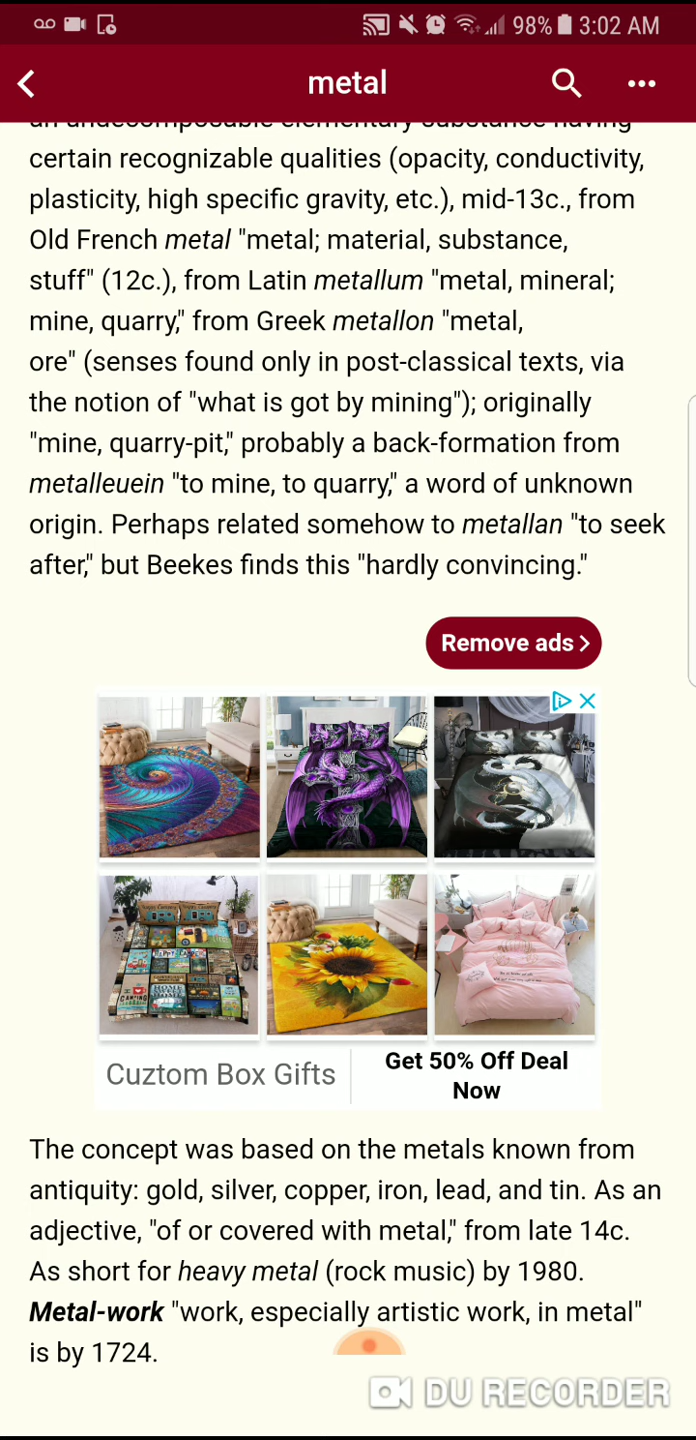 98% 3:02 AM
metal
an undecomposable elementary substance having
certain recognizable qualities (opacity, conductivity,
plasticity, high specific gravity, etc.), mid-13c., from
Old French metal "metal; material, substance,
stuff" (12c.), from Latin metallum "metal, mineral;
mine, quarry," from Greek metallon "metal,
ore" (senses found only in post-classical texts, via
the notion of "what is got by mining"); originally
"mine, quarry-pit," probably a back-formation from
metalleuein "to mine, to quarry," a word of unknown
origin. Perhaps related somehow to metallan "to seek
after," but Beekes finds this "hardly convincing."
Remove ads >
Cuztom Box Gifts
Get 50% Off Deal
Now
The concept was based on the metals known from
antiquity: gold, silver, copper, iron, lead, and tin. As an
adjective, "of or covered with metal," from late 14c.
As short for heavy metal (rock music) by 1980.
Metal-work "work, especially artistic work, in metal"
is by 1724.
DU RECORDER